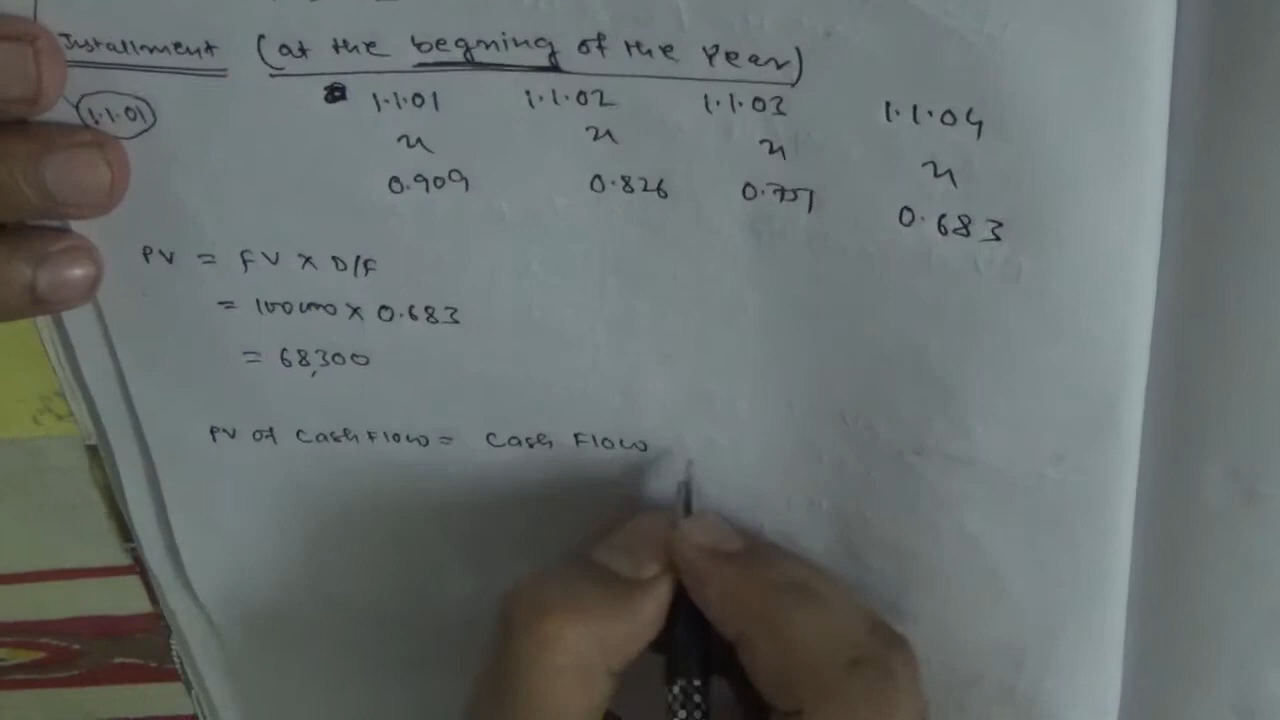 Installment (at the begning of the year)
1.1.01 1.1.01 1.1.02 1.1.03 1.1.04
x x x x
0.909 0.826 0.751 0.683
PV = FV x D/F
= 100000 x 0.683
= 68,300
PV of Cash Flow = Cash Flow